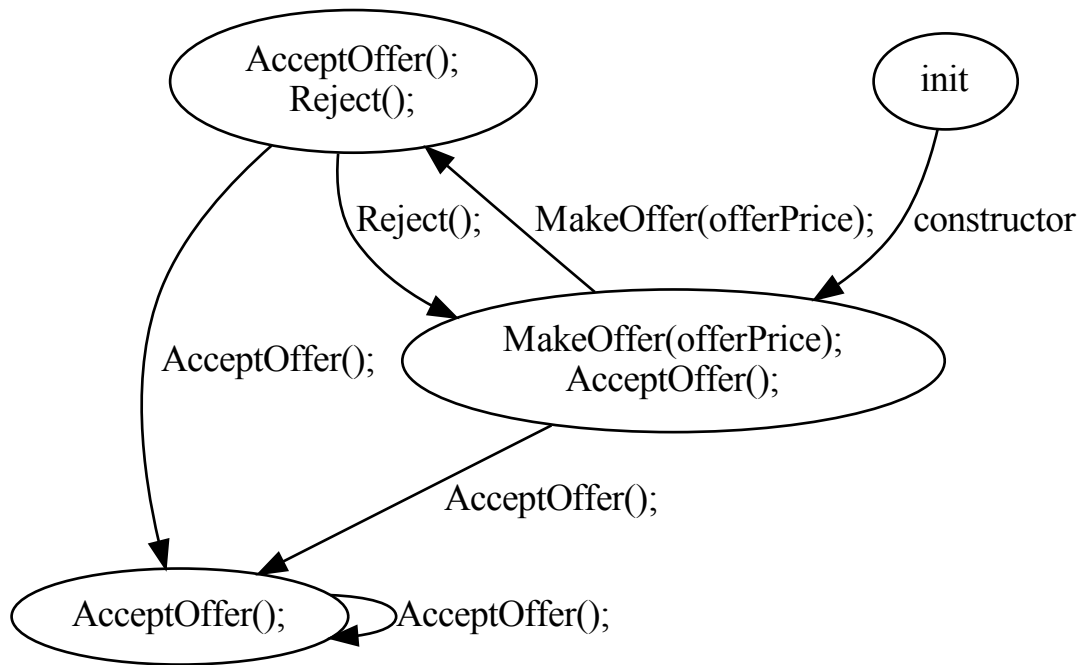 AcceptOffer();
Reject();
init
Reject();
MakeOffer(offerPrice);
constructor
MakeOffer(offerPrice);
AcceptOffer();
AcceptOffer();
AcceptOffer();
AcceptOffer();
AcceptOffer();